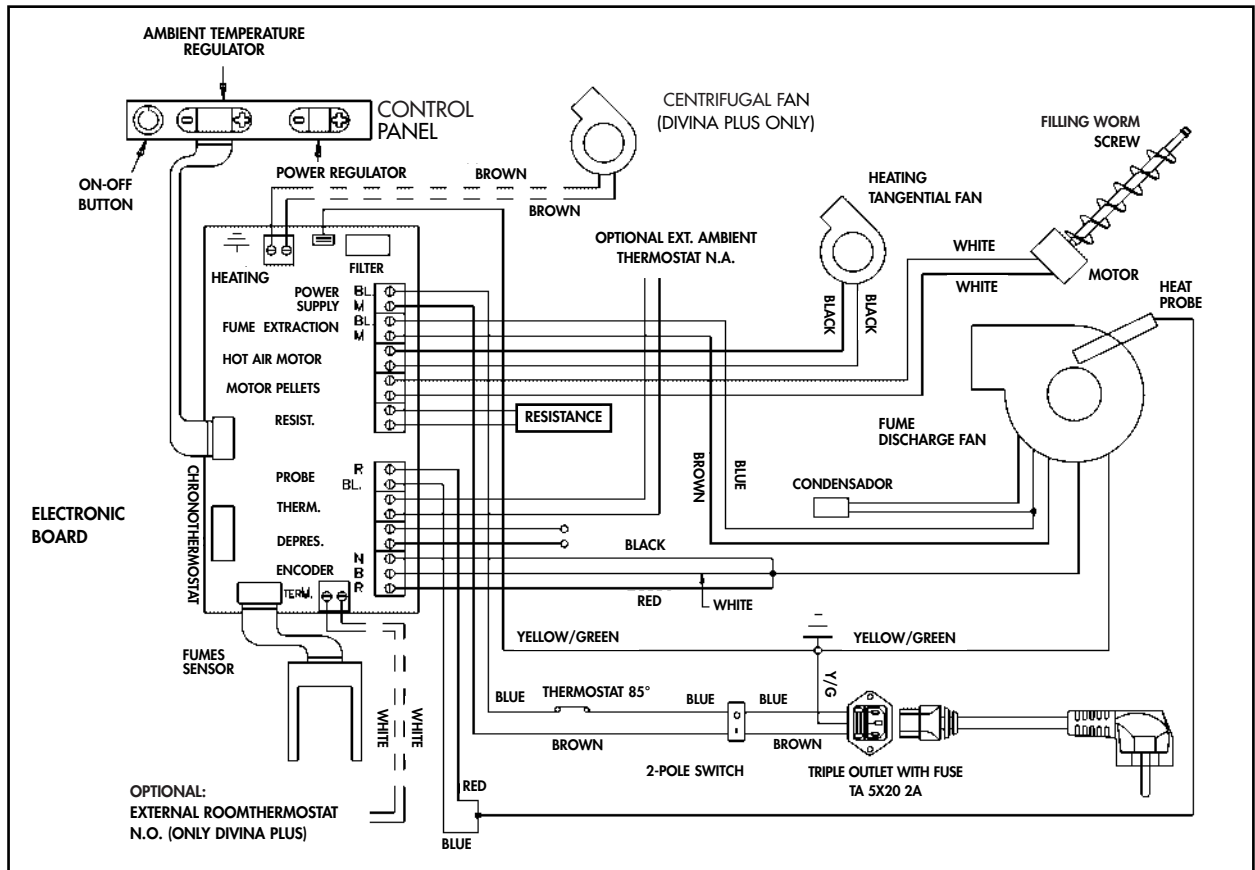 AMBIENT TEMPERATURE
REGULATOR
CONTROL
PANEL
ON-OFF
BUTTON
POWER REGULATOR
CENTRIFUGAL FAN
(DIVINA PLUS ONLY)
BROWN
BROWN
FILLING WORM
SCREW
HEATING
TANGENTIAL FAN
OPTIONAL EXT. AMBIENT
THERMOSTAT N.A.
WHITE
WHITE
MOTOR
HEAT
PROBE
BLACK
BLACK
HEATING
FILTER
POWER
SUPPLY
BL.
M
FUME EXTRACTION
BL.
M
HOT AIR MOTOR
MOTOR PELLETS
RESIST.
RESISTANCE
FUME
DISCHARGE FAN
BROWN
BLUE
CONDENSADOR
PROBE
R
BL.
THERM.
DEPRES.
ENCODER
N
B
R
TERM.
CHRONOTHERMOSTAT
ELECTRONIC
BOARD
BLACK
WHITE
RED
YELLOW/GREEN
YELLOW/GREEN
Y/G
FUMES
SENSOR
WHITE
WHITE
BLUE
THERMOSTAT 85°
BLUE
BLUE
BROWN
BROWN
2-POLE SWITCH
TRIPLE OUTLET WITH FUSE
TA 5X20 2A
OPTIONAL:
EXTERNAL ROOMTHERMOSTAT
N.O. (ONLY DIVINA PLUS)
RED
BLUE